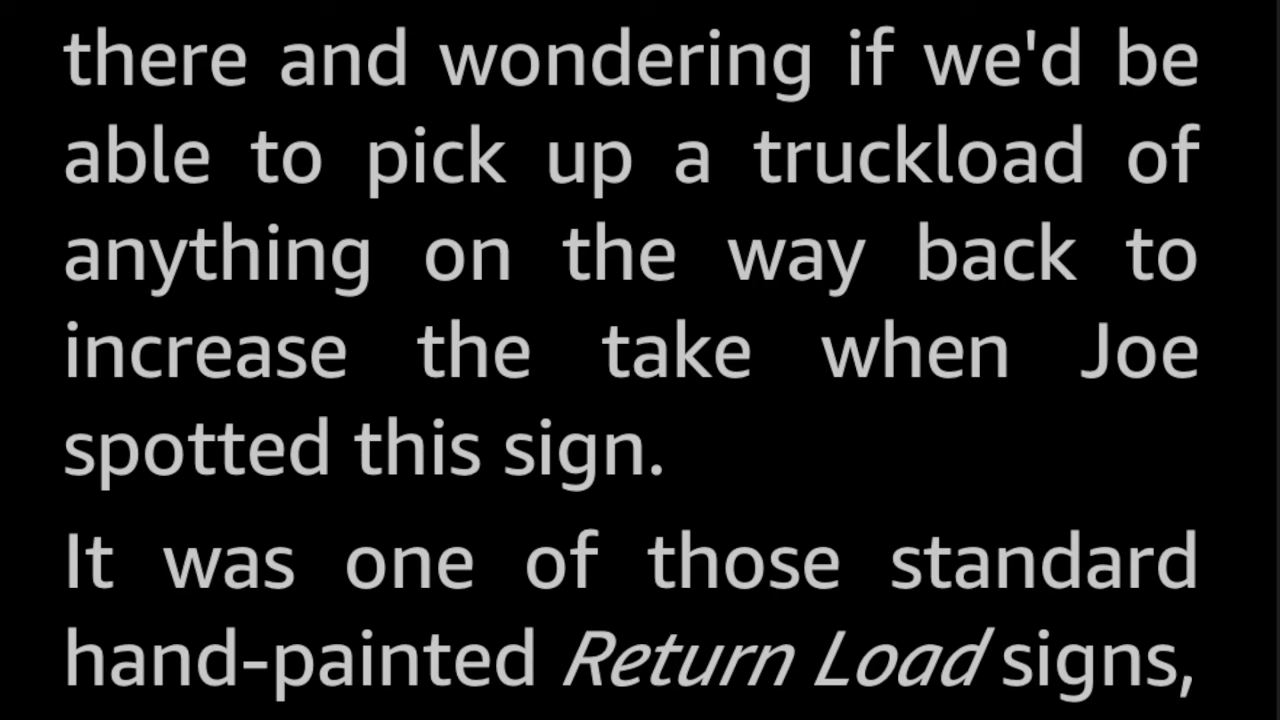 there and wondering if we'd be
able to pick up a truckload of
anything on the way back to
increase the take when Joe
spotted this sign.
It was one of those standard
hand-painted Return Load signs,